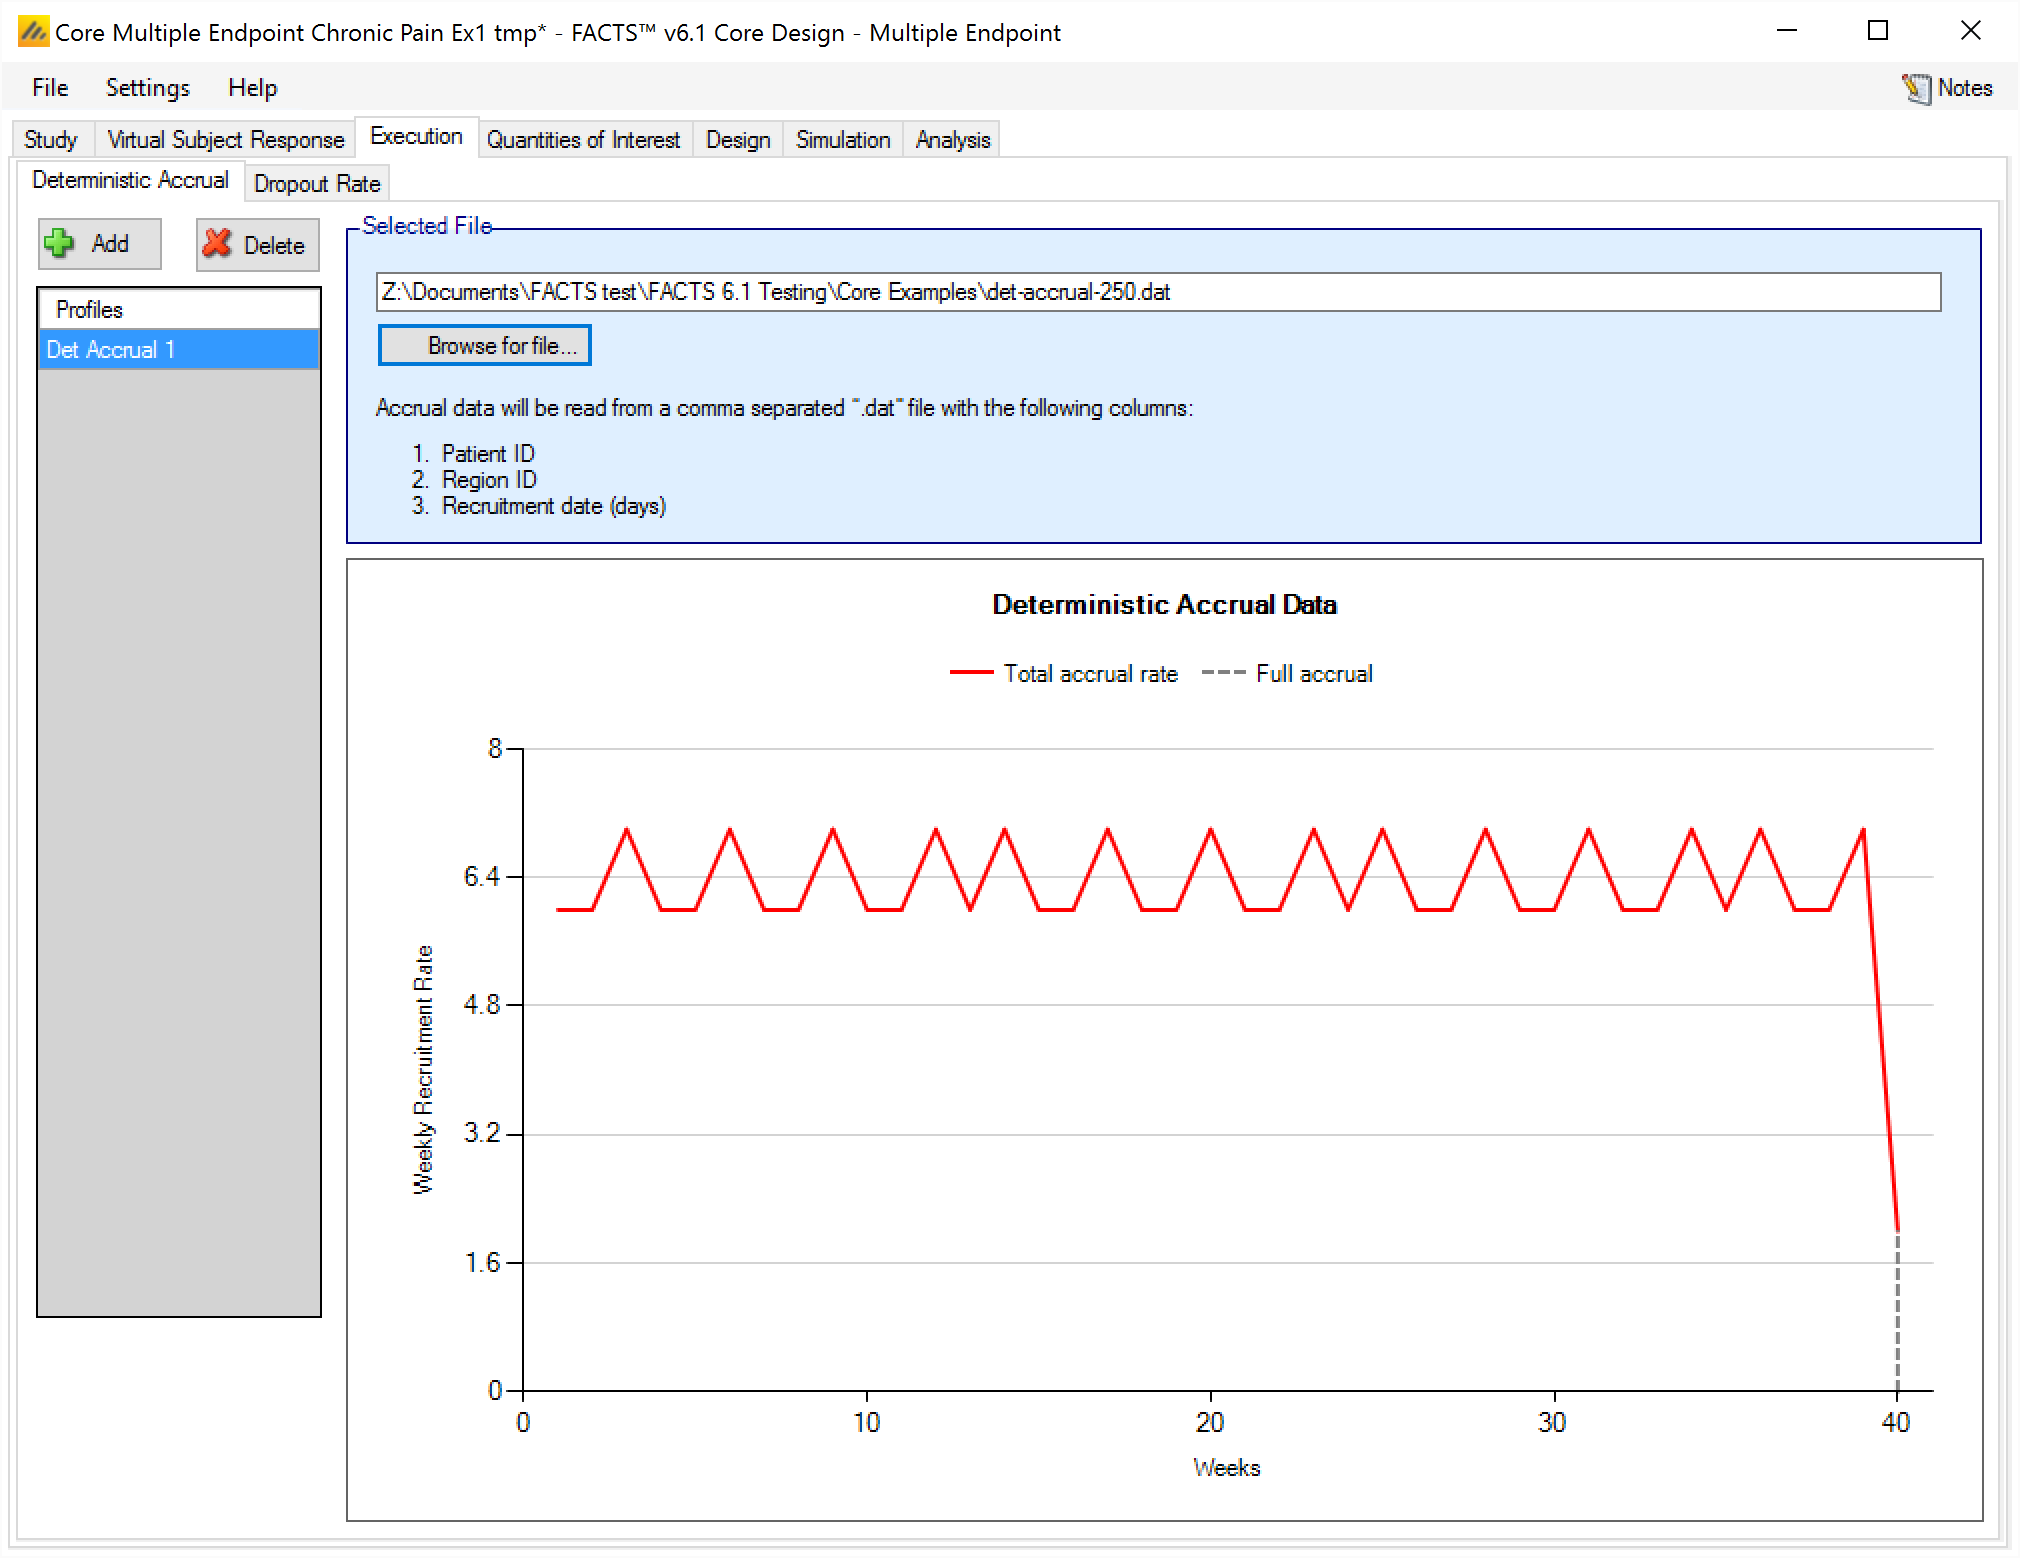 Core Multiple Endpoint Chronic Pain Ex1 tmp* - FACTS™ v6.1 Core Design - Multiple Endpoint
File Settings Help Notes
Study Virtual Subject Response Execution Quantities of Interest Design Simulation Analysis
Deterministic Accrual Dropout Rate
Add Delete
Profiles
Det Accrual 1
Selected File
Z:\Documents\FACTS test\FACTS 6.1 Testing\Core Examples\det-accrual-250.dat
Browse for file...
Accrual data will be read from a comma separated ".dat" file with the following columns:
1. Patient ID
2. Region ID
3. Recruitment date (days)
Deterministic Accrual Data
Total accrual rate Full accrual
Weekly Recruitment Rate
8
6.4
4.8
3.2
1.6
0
0 10 20 30 40
Weeks